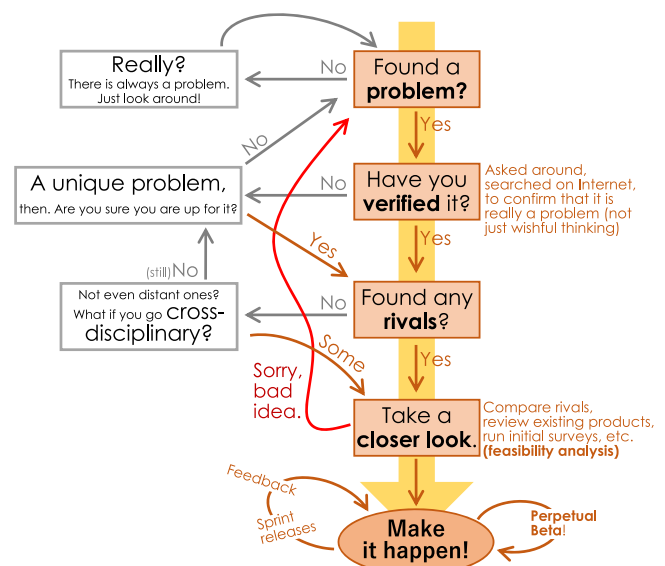 Really?
There is always a problem.
Just look around!
No
Found a
problem?
Yes
No
A unique problem,
then. Are you sure you are up for it?
No
Have you
verified it?
Asked around,
searched on Internet,
to confirm that it is
really a problem (not
just wishful thinking)
Yes
Yes
(still)No
Not even distant ones?
What if you go cross-
disciplinary?
No
Found any
rivals?
Yes
Some
Sorry,
bad
idea.
Take a
closer look.
Compare rivals,
review existing products,
run initial surveys, etc.
(feasibility analysis)
Feedback
Sprint
releases
Make
it happen!
Perpetual
Beta!